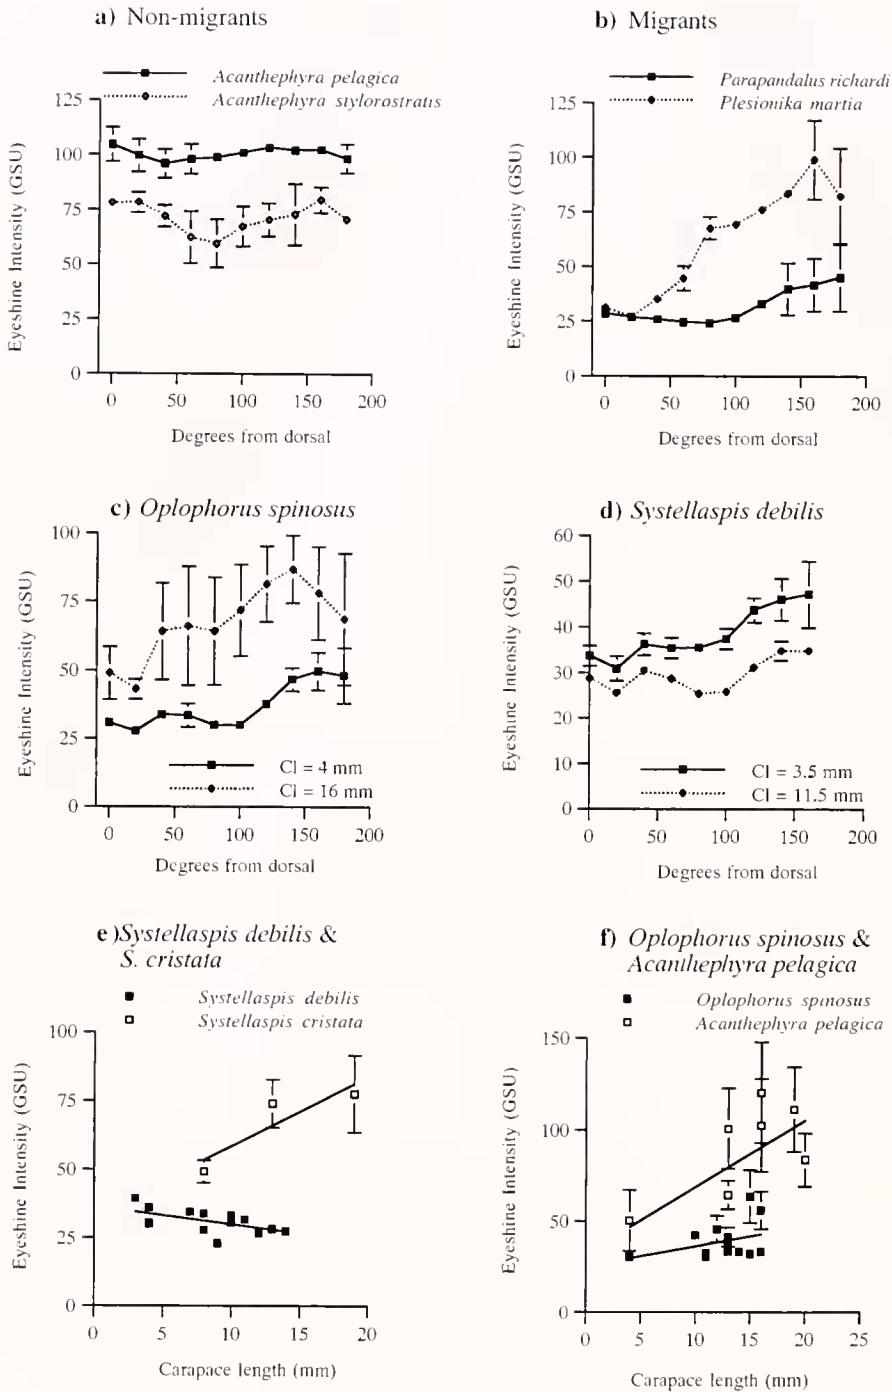 a) Non-migrants
Acanthephyra pelagica
Acanthephyra stylorostratis
125
100
75
50
25
0
Eyeshine Intensity (GSU)
0 50 100 150 200
Degrees from dorsal
b) Migrants
Parapandalus richardi
Plesionika martia
125
100
75
50
25
0
Eyeshine Intensity (GSU)
0 50 100 150 200
Degrees from dorsal
c) Oplophorus spinosus
100
75
50
25
0
Eyeshine Intensity (GSU)
Cl = 4 mm
Cl = 16 mm
0 50 100 150 200
Degrees from dorsal
d) Systellaspis debilis
60
50
40
30
20
10
0
Eyeshine Intensity (GSU)
Cl = 3.5 mm
Cl = 11.5 mm
0 50 100 150 200
Degrees from dorsal
e) Systellaspis debilis &
S. cristata
Systellaspis debilis
Systellaspis cristata
100
75
50
25
0
Eyeshine Intensity (GSU)
0 5 10 15 20
Carapace length (mm)
f) Oplophorus spinosus &
Acanthephyra pelagica
Oplophorus spinosus
Acanthephyra pelagica
150
100
50
0
Eyeshine Intensity (GSU)
0 5 10 15 20 25
Carapace length (mm)